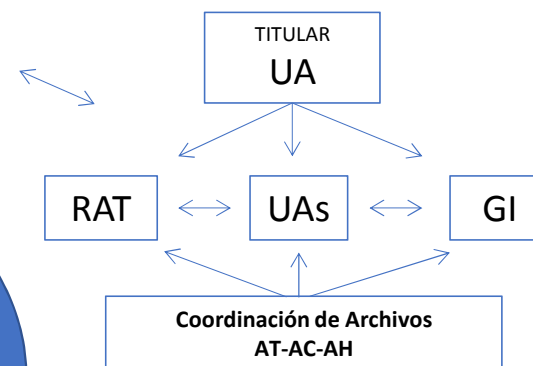 TITULAR
UA
RAT
UAs
GI
Coordinación de Archivos
AT-AC-AH